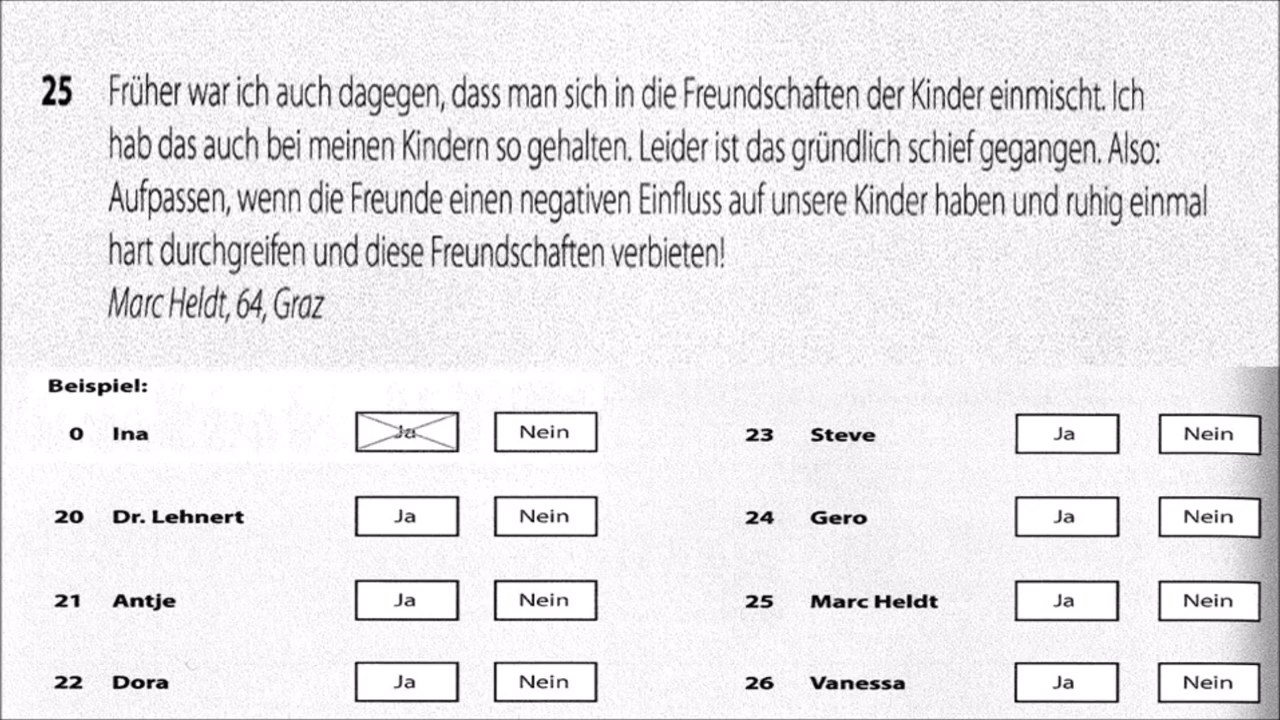 25 Früher war ich auch dagegen, dass man sich in die Freundschaften der Kinder einmischt. Ich
hab das auch bei meinen Kindern so gehalten. Leider ist das gründlich schief gegangen. Also:
Aufpassen, wenn die Freunde einen negativen Einfluss auf unsere Kinder haben und ruhig einmal
hart durchgreifen und diese Freundschaften verbieten!
Marc Heldt, 64, Graz
Beispiel:
0 Ina Ja Nein
23 Steve Ja Nein
20 Dr. Lehnert Ja Nein
24 Gero Ja Nein
21 Antje Ja Nein
25 Marc Heldt Ja Nein
22 Dora Ja Nein
26 Vanessa Ja Nein